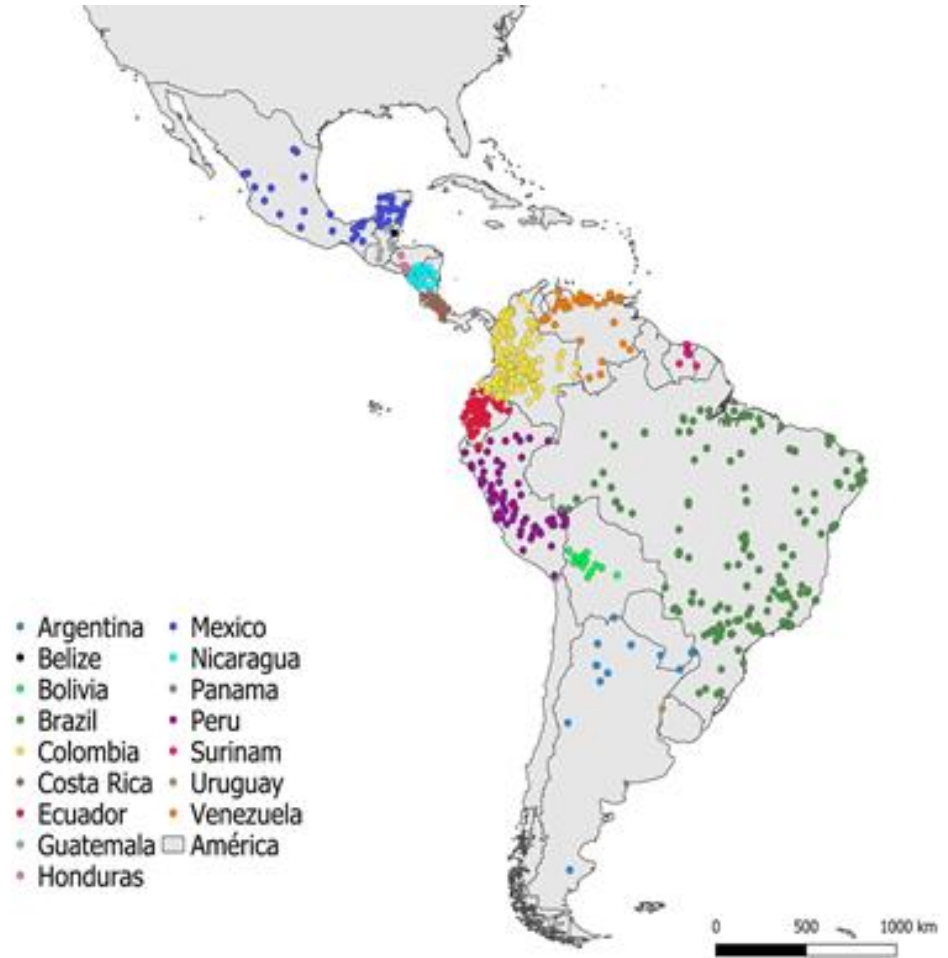 Argentina
Belize
Bolivia
Brazil
Colombia
Costa Rica
Ecuador
Guatemala
Honduras
Mexico
Nicaragua
Panama
Peru
Surinam
Uruguay
Venezuela
América
0 500 1000 km